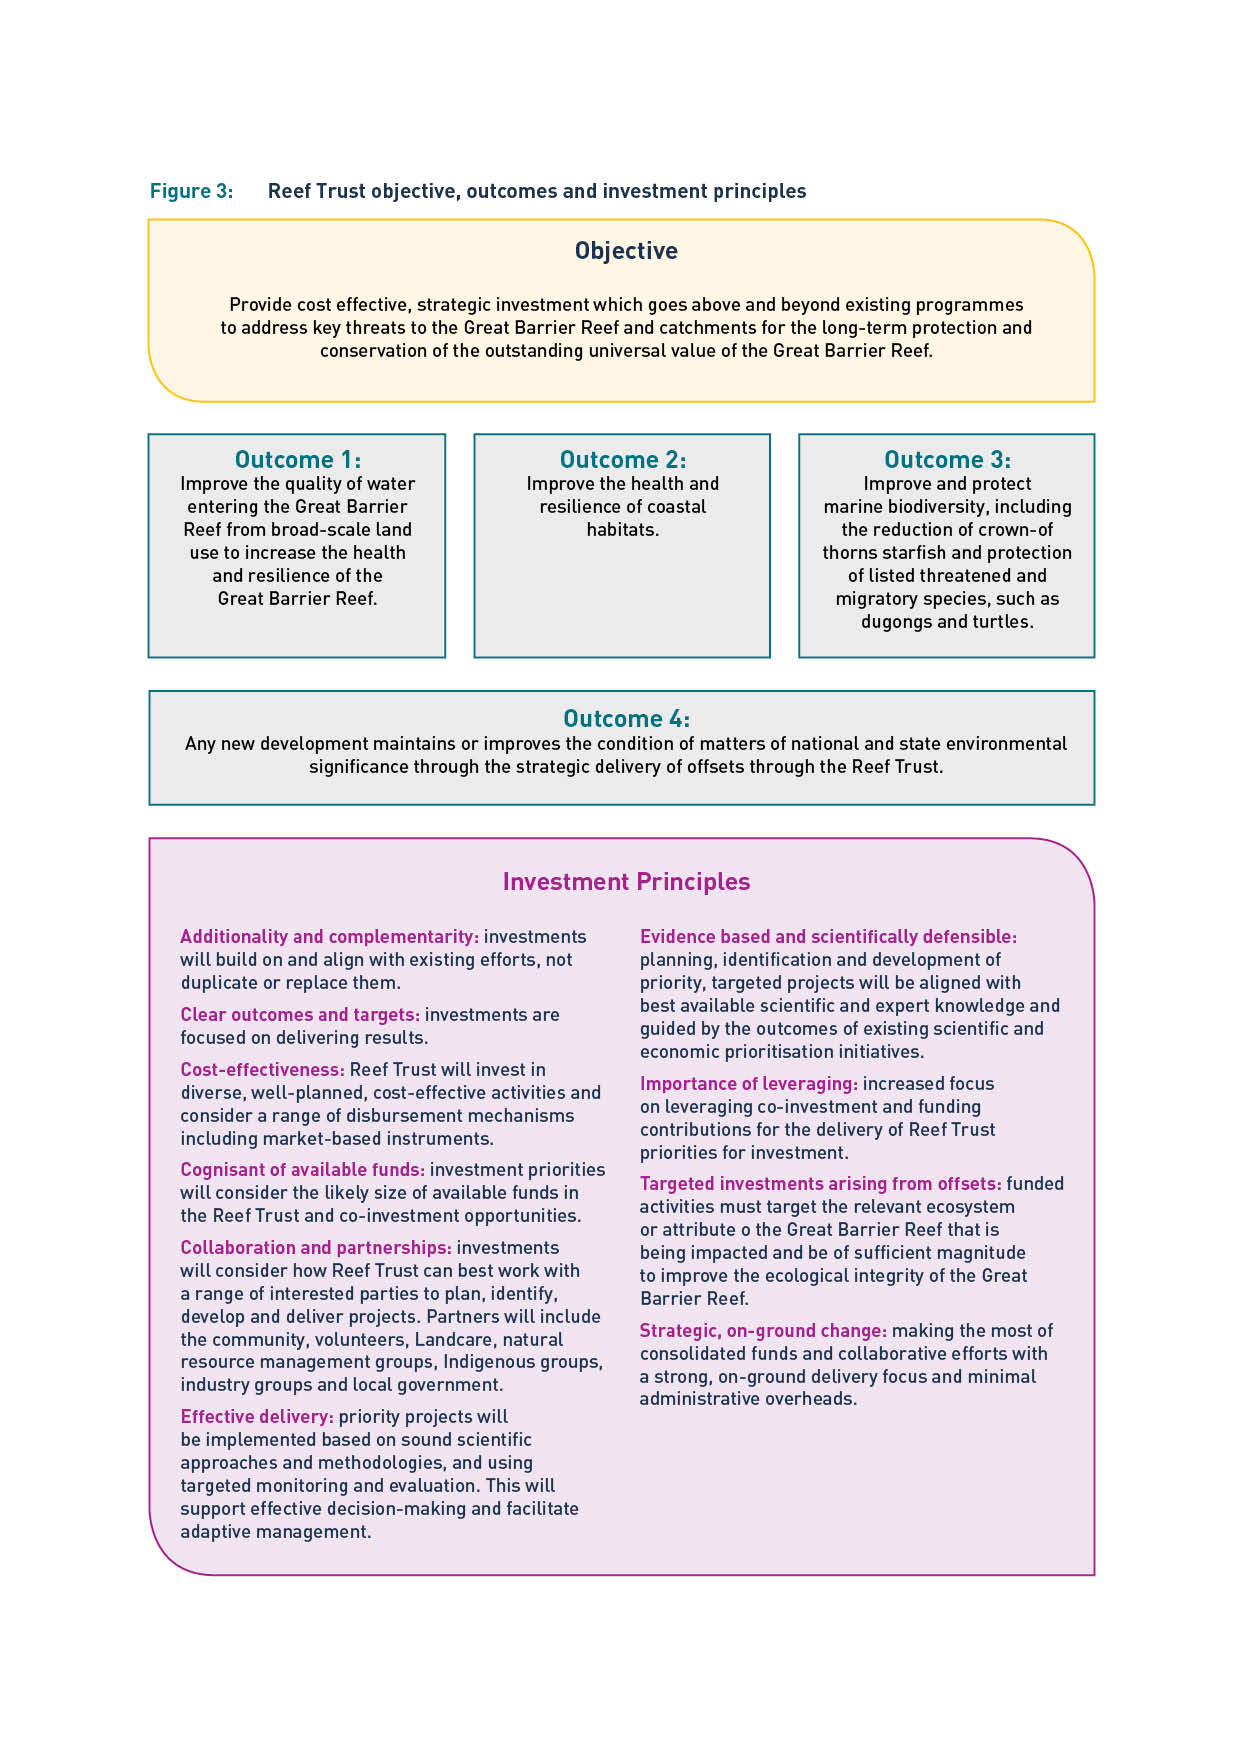 Figure 3: Reef Trust objective, outcomes and investment principles
Objective
Provide cost effective, strategic investment which goes above and beyond existing programmes
to address key threats to the Great Barrier Reef and catchments for the long-term protection and
conservation of the outstanding universal value of the Great Barrier Reef.
Outcome 1:
Improve the quality of water
entering the Great Barrier
Reef from broad-scale land
use to increase the health
and resilience of the
Great Barrier Reef.
Outcome 2:
Improve the health and
resilience of coastal
habitats.
Outcome 3:
Improve and protect
marine biodiversity, including
the reduction of crown-of
thorns starfish and protection
of listed threatened and
migratory species, such as
dugongs and turtles.
Outcome 4:
Any new development maintains or improves the condition of matters of national and state environmental
significance through the strategic delivery of offsets through the Reef Trust.
Investment Principles
Additionality and complementarity: investments
will build on and align with existing efforts, not
duplicate or replace them.
Clear outcomes and targets: investments are
focused on delivering results.
Cost-effectiveness: Reef Trust will invest in
diverse, well-planned, cost-effective activities and
consider a range of disbursement mechanisms
including market-based instruments.
Cognisant of available funds: investment priorities
will consider the likely size of available funds in
the Reef Trust and co-investment opportunities.
Collaboration and partnerships: investments
will consider how Reef Trust can best work with
a range of interested parties to plan, identify,
develop and deliver projects. Partners will include
the community, volunteers, Landcare, natural
resource management groups, Indigenous groups,
industry groups and local government.
Effective delivery: priority projects will
be implemented based on sound scientific
approaches and methodologies, and using
targeted monitoring and evaluation. This will
support effective decision-making and facilitate
adaptive management.
Evidence based and scientifically defensible:
planning, identification and development of
priority, targeted projects will be aligned with
best available scientific and expert knowledge and
guided by the outcomes of existing scientific and
economic prioritisation initiatives.
Importance of leveraging: increased focus
on leveraging co-investment and funding
contributions for the delivery of Reef Trust
priorities for investment.
Targeted investments arising from offsets: funded
activities must target the relevant ecosystem
or attribute o the Great Barrier Reef that is
being impacted and be of sufficient magnitude
to improve the ecological integrity of the Great
Barrier Reef.
Strategic, on-ground change: making the most of
consolidated funds and collaborative efforts with
a strong, on-ground delivery focus and minimal
administrative overheads.